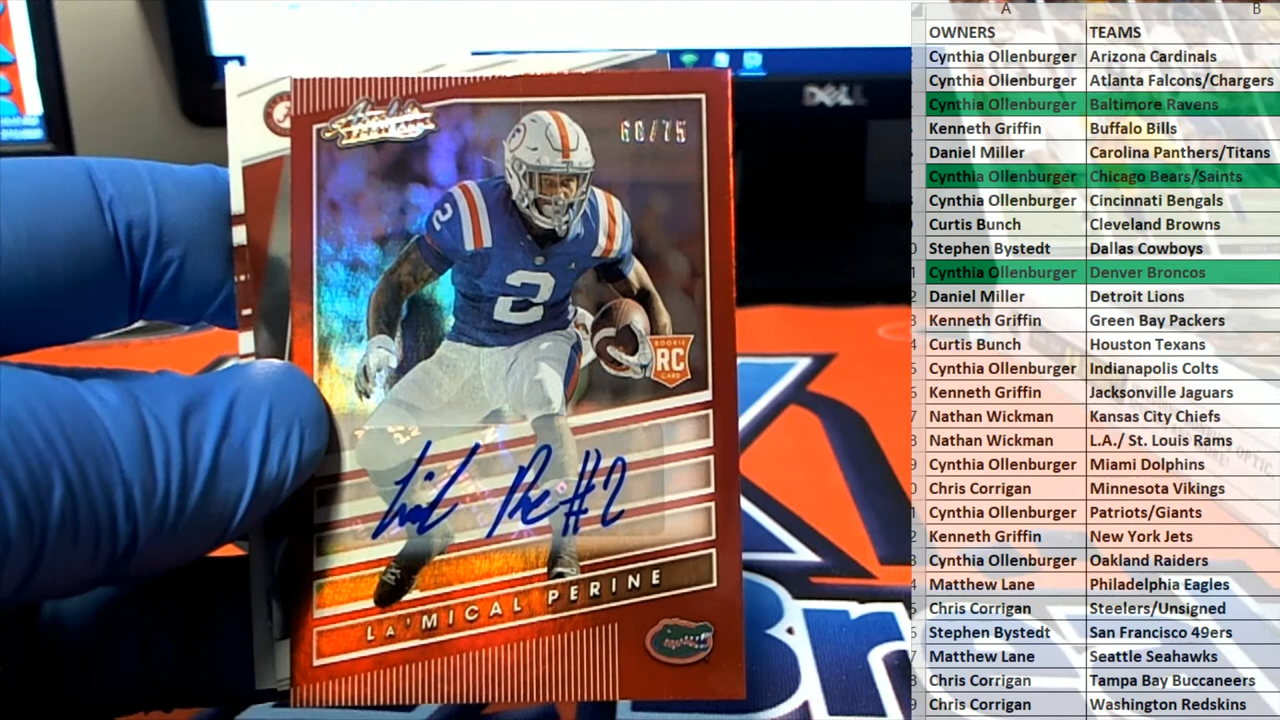 DELL
Absolute
68/75
2
2
ROOKIE
RC
CARD
#2
LA'MICAL PERINE
A B
OWNERS TEAMS
Cynthia Ollenburger Arizona Cardinals
Cynthia Ollenburger Atlanta Falcons/Chargers
Cynthia Ollenburger Baltimore Ravens
Kenneth Griffin Buffalo Bills
Daniel Miller Carolina Panthers/Titans
Cynthia Ollenburger Chicago Bears/Saints
Cynthia Ollenburger Cincinnati Bengals
Curtis Bunch Cleveland Browns
Stephen Bystedt Dallas Cowboys
Cynthia Ollenburger Denver Broncos
Daniel Miller Detroit Lions
Kenneth Griffin Green Bay Packers
Curtis Bunch Houston Texans
Cynthia Ollenburger Indianapolis Colts
Kenneth Griffin Jacksonville Jaguars
Nathan Wickman Kansas City Chiefs
Nathan Wickman L.A./ St. Louis Rams
Cynthia Ollenburger Miami Dolphins
Chris Corrigan Minnesota Vikings
Cynthia Ollenburger Patriots/Giants
Kenneth Griffin New York Jets
Cynthia Ollenburger Oakland Raiders
Matthew Lane Philadelphia Eagles
Chris Corrigan Steelers/Unsigned
Stephen Bystedt San Francisco 49ers
Matthew Lane Seattle Seahawks
Chris Corrigan Tampa Bay Buccaneers
Chris Corrigan Washington Redskins